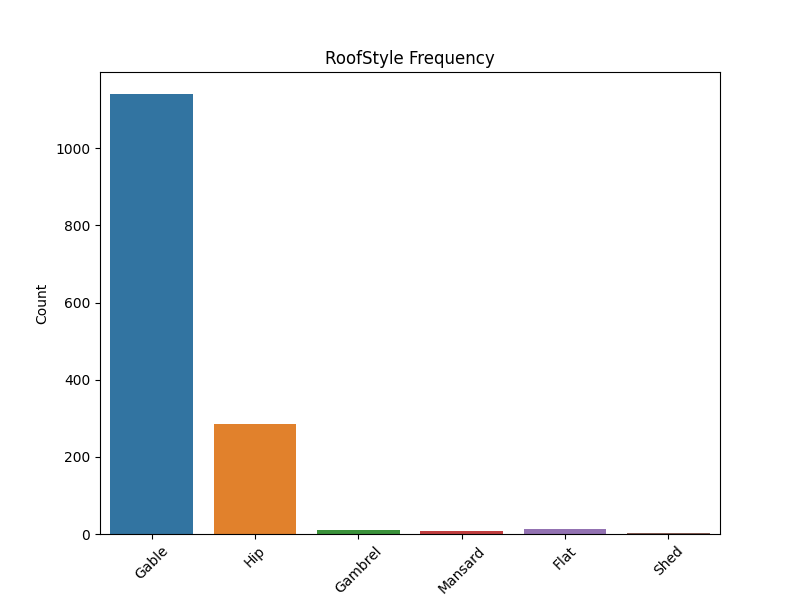 RoofStyle Frequency
1000
800
600
400
200
0
Count
Gable
Hip
Gambrel
Mansard
Flat
Shed